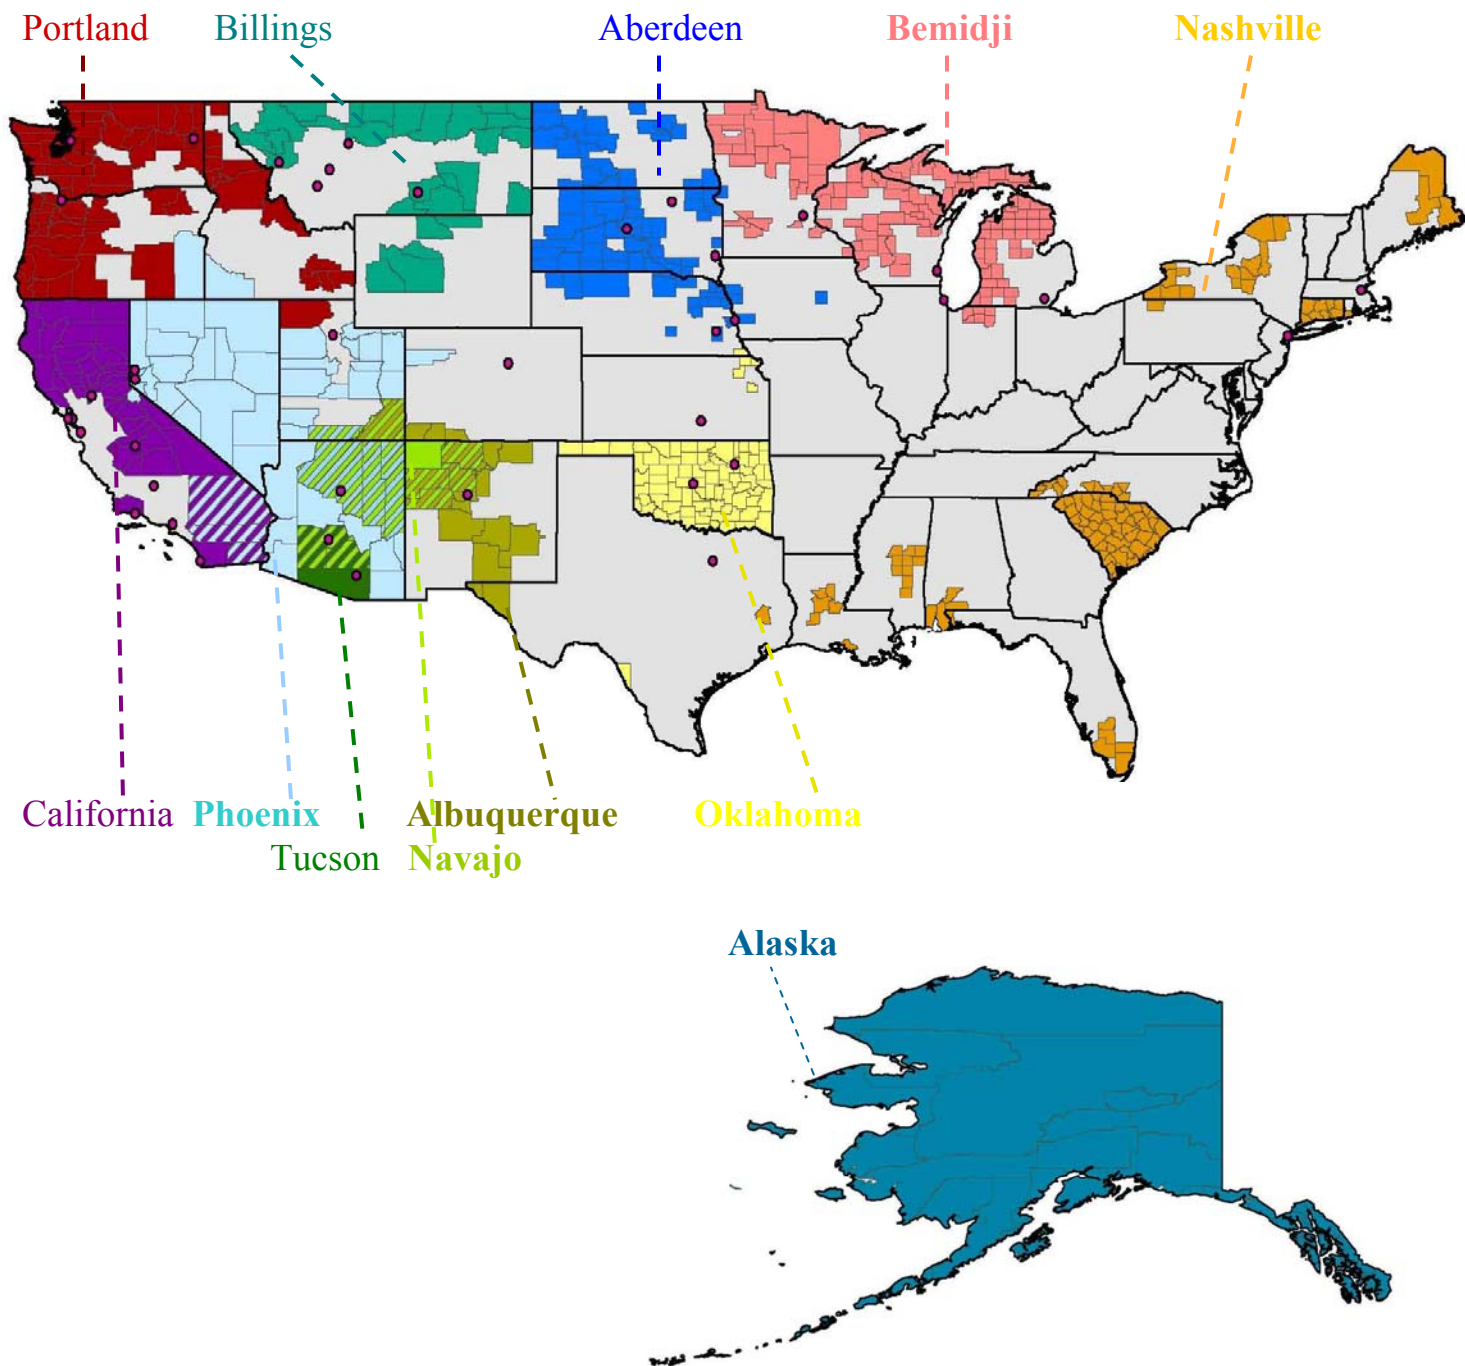 Portland Billings Aberdeen Bemidji Nashville
California Phoenix Albuquerque Oklahoma
Tucson Navajo
Alaska